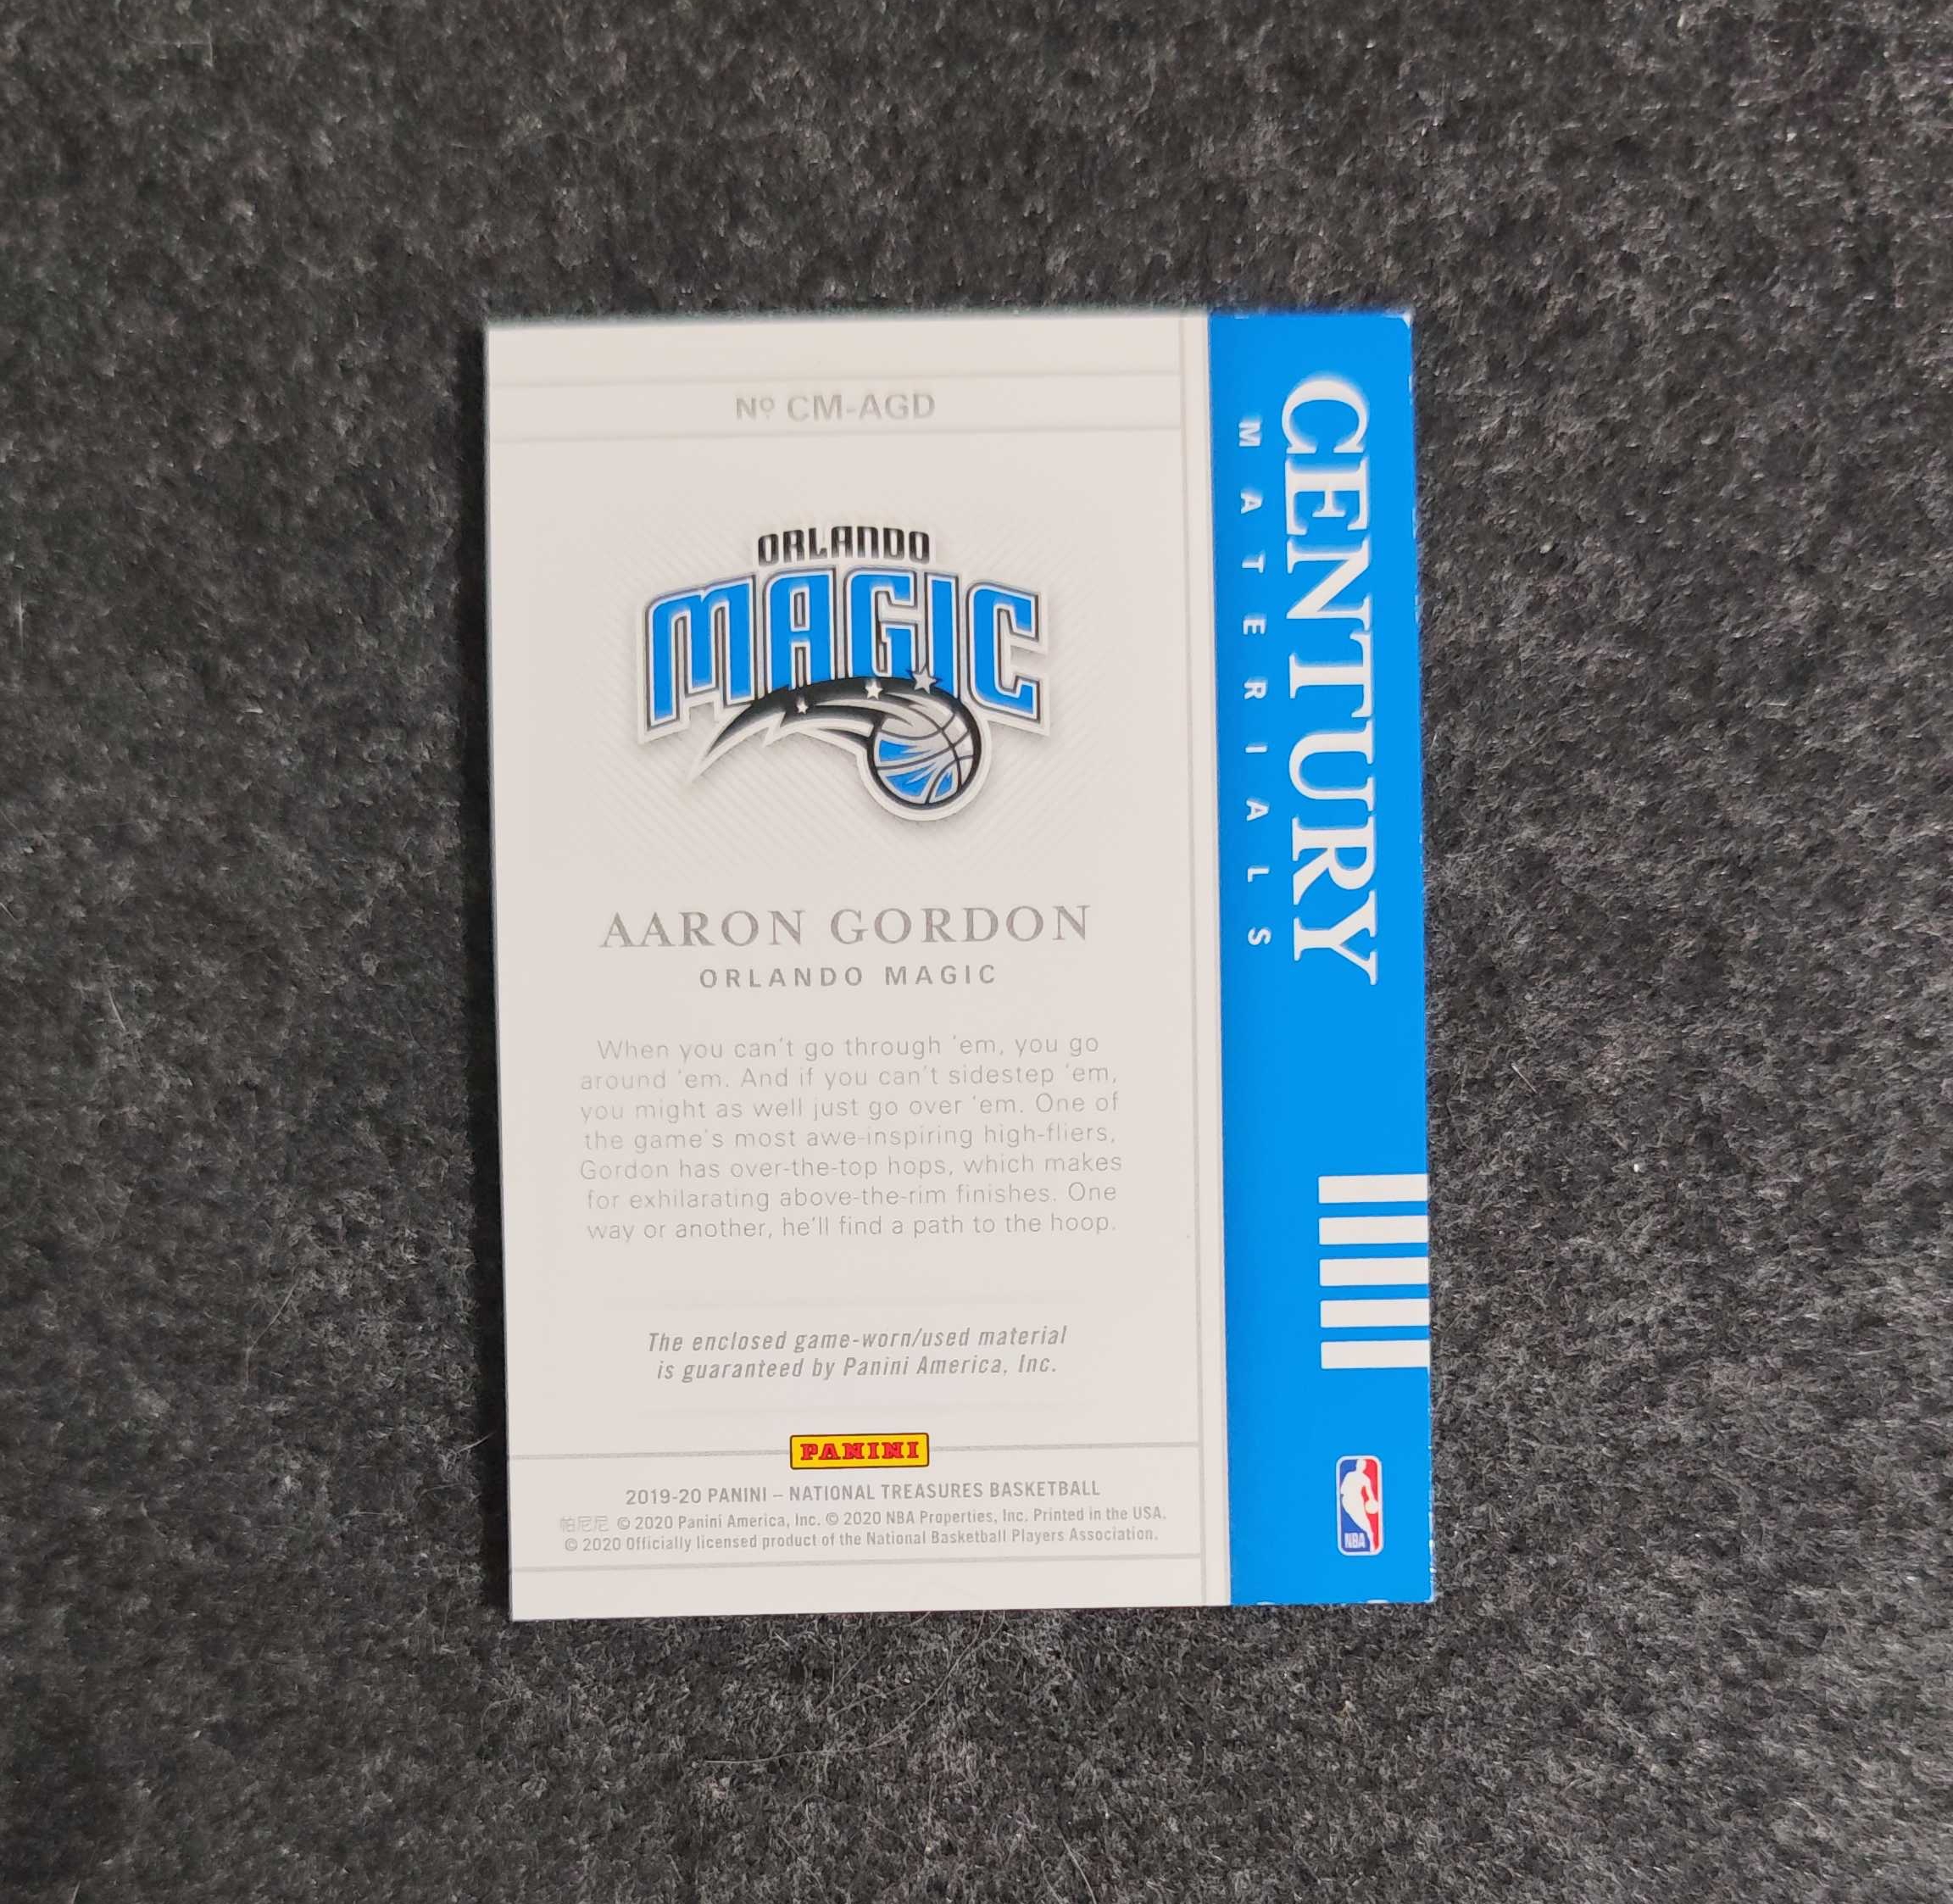 Nº CM-AGD
ORLANDO
MAGIC
AARON GORDON
ORLANDO MAGIC
When you can't go through 'em, you go
around 'em. And if you can't sidestep 'em,
you might as well just go over 'em. One of
the game's most awe-inspiring high-fliers,
Gordon has over-the-top hops, which makes
for exhilarating above-the-rim finishes. One
way or another, he'll find a path to the hoop.
The enclosed game-worn/used material
is guaranteed by Panini America, Inc.
PANINI
2019-20 PANINI – NATIONAL TREASURES BASKETBALL
帕尼尼 © 2020 Panini America, Inc. © 2020 NBA Properties, Inc. Printed in the USA.
© 2020 Officially licensed product of the National Basketball Players Association.
CENTURY
MATERIALS
NBA